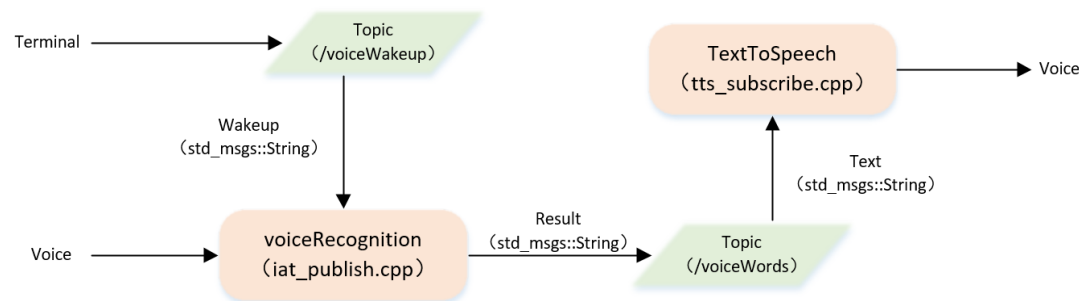 Terminal
Topic
（/voiceWakeup）
Wakeup
（std_msgs::String）
Voice
voiceRecognition
（iat_publish.cpp）
Result
（std_msgs::String）
Topic
（/voiceWords）
Text
（std_msgs::String）
TextToSpeech
（tts_subscribe.cpp）
Voice